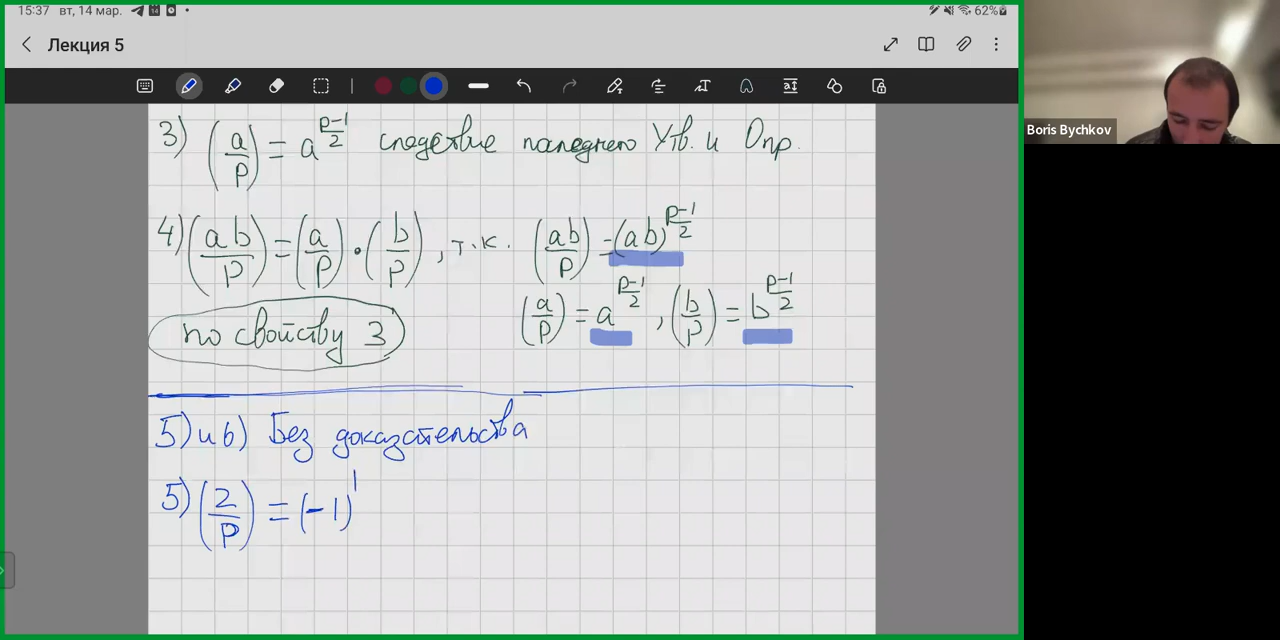 15:37 вт, 14 мар.
62%
Лекция 5
Boris Bychkov
3) (a/p) = a^((p-1)/2) следствие последнего Утв. и Опр.
4) (ab/p) = (a/p) · (b/p), т.к. (ab/p) = (ab)^((p-1)/2)
(a/p) = a^((p-1)/2), (b/p) = b^((p-1)/2)
по свойству 3
5) и 6) Без доказательства
5) (2/p) = (-1)^